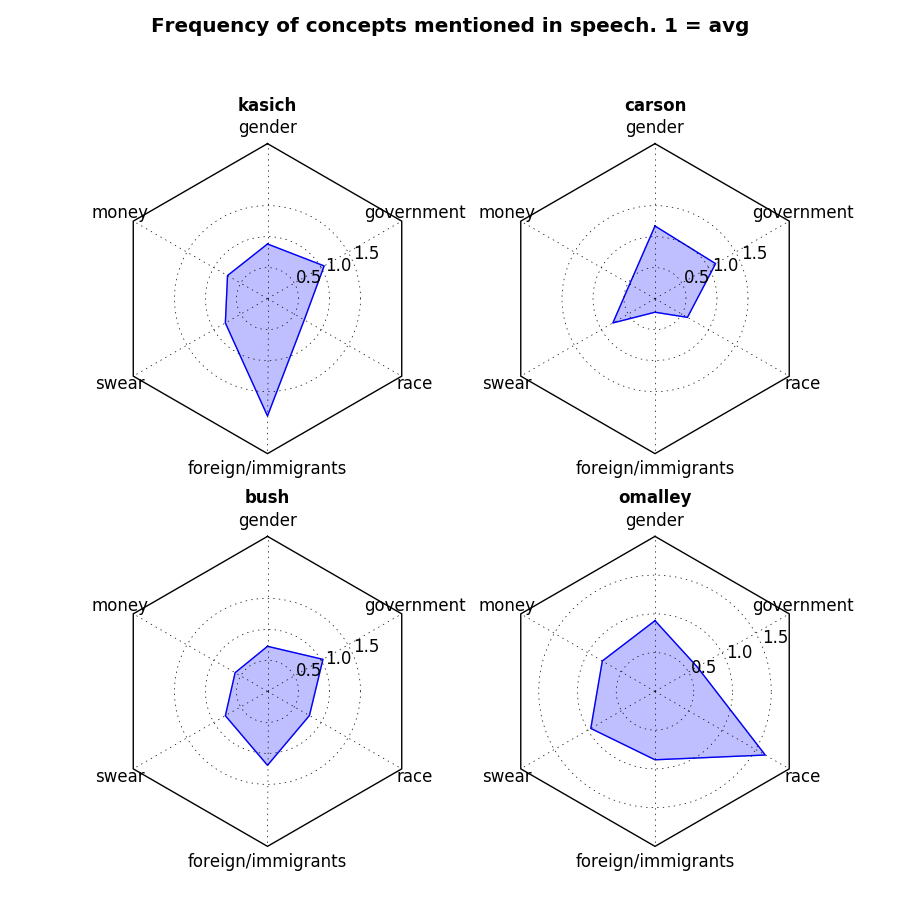 Frequency of concepts mentioned in speech. 1 = avg
kasich
gender
money
government
1.5
1.0
0.5
swear
race
foreign/immigrants
carson
gender
money
government
1.5
1.0
0.5
swear
race
foreign/immigrants
bush
gender
money
government
1.5
1.0
0.5
swear
race
foreign/immigrants
omalley
gender
money
government
1.5
1.0
0.5
swear
race
foreign/immigrants